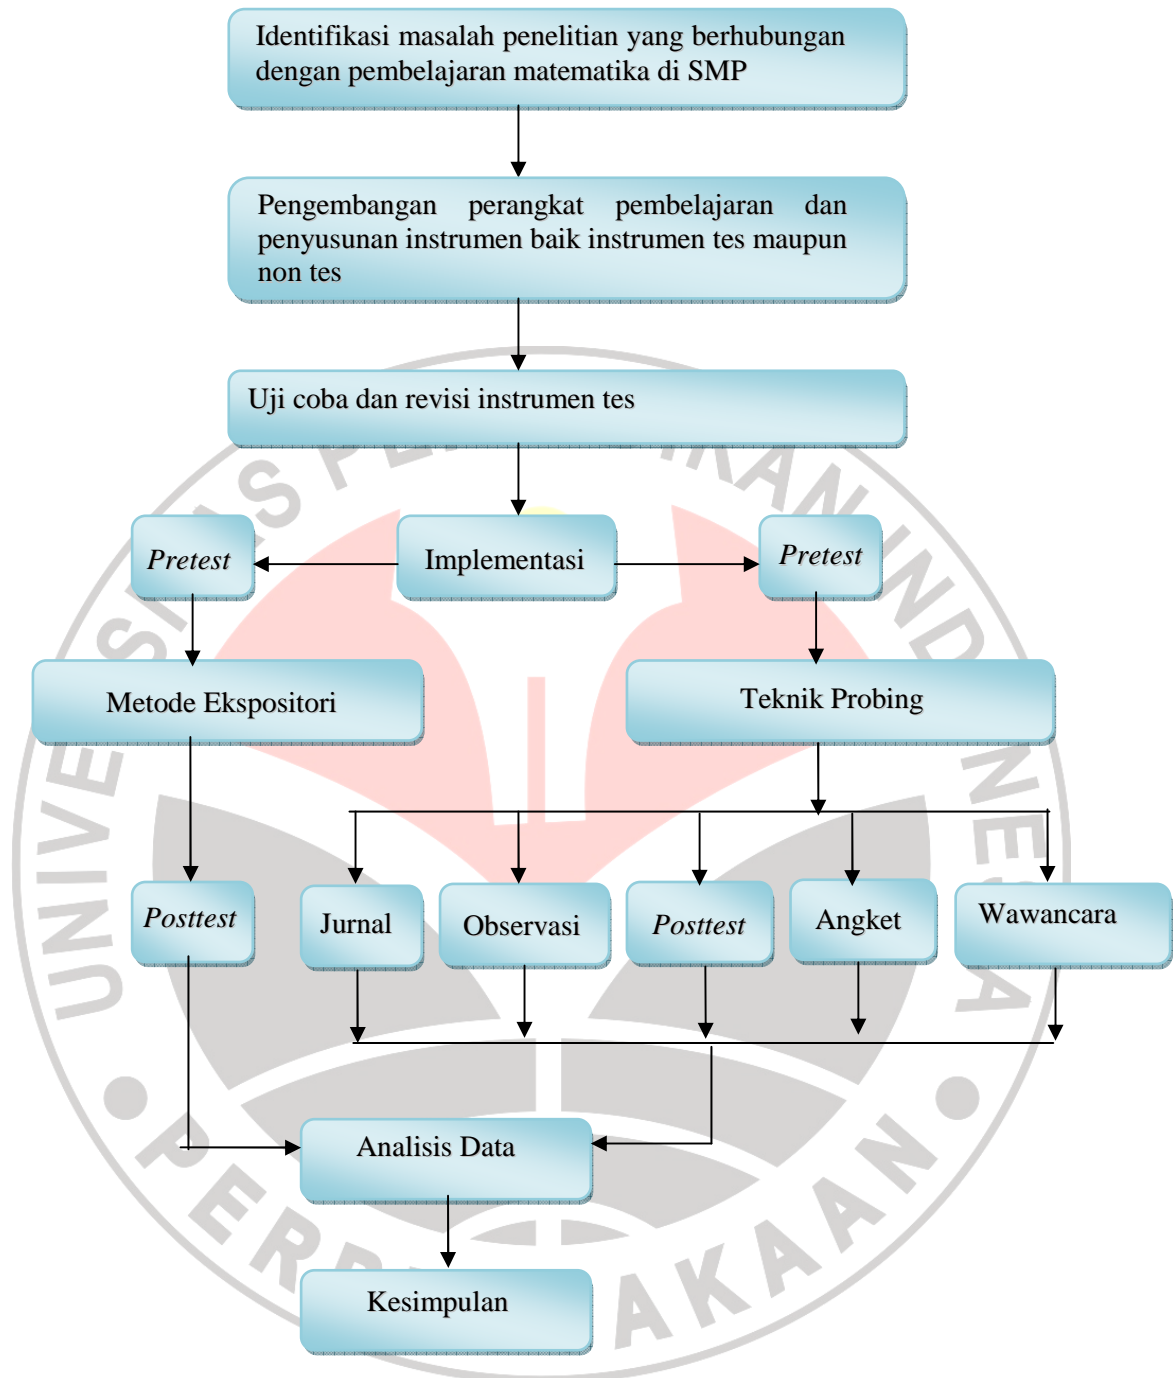 Identifikasi masalah penelitian yang berhubungan
dengan pembelajaran matematika di SMP
Pengembangan perangkat pembelajaran dan
penyusunan instrumen baik instrumen tes maupun
non tes
Uji coba dan revisi instrumen tes
Pretest
Implementasi
Pretest
Metode Ekspositori
Teknik Probing
Posttest
Jurnal
Observasi
Posttest
Angket
Wawancara
Analisis Data
Kesimpulan